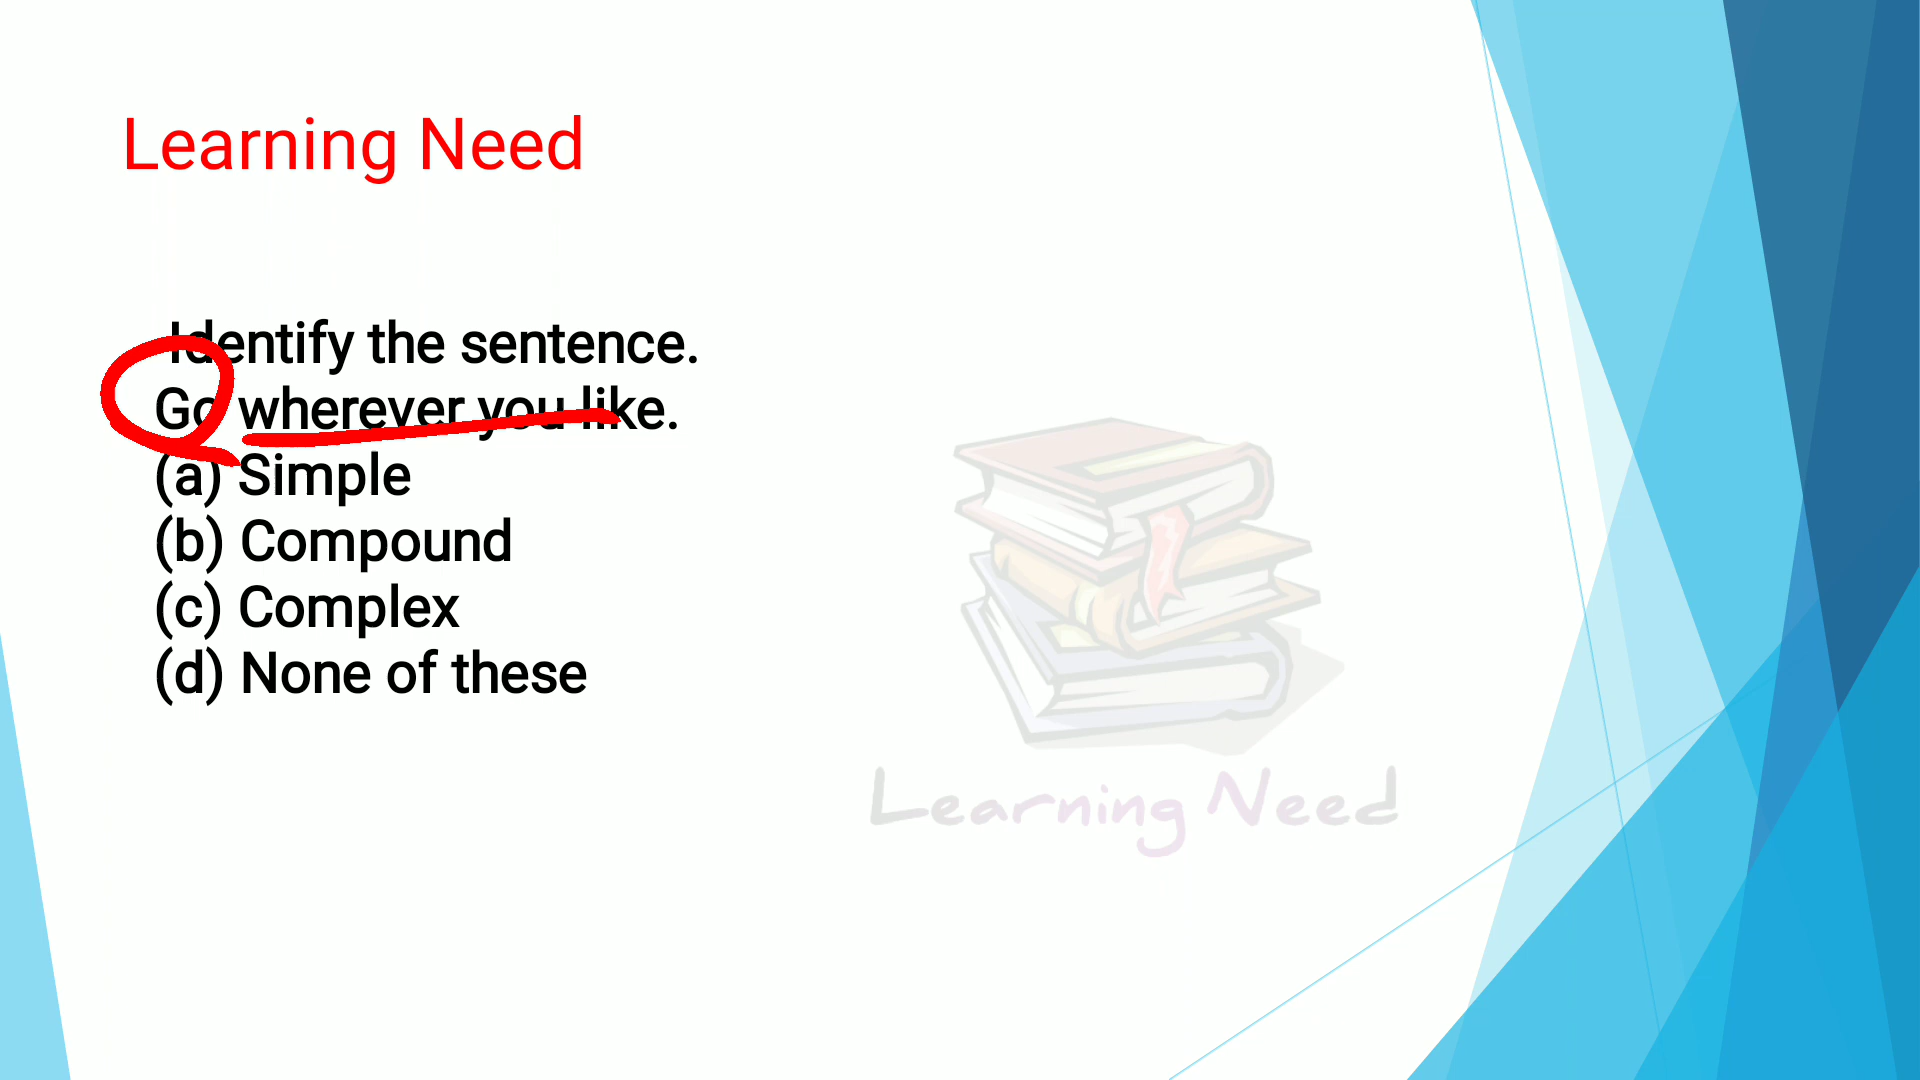 Learning Need
Identify the sentence.
Go wherever you like.
(a) Simple
(b) Compound
(c) Complex
(d) None of these
Learning Need